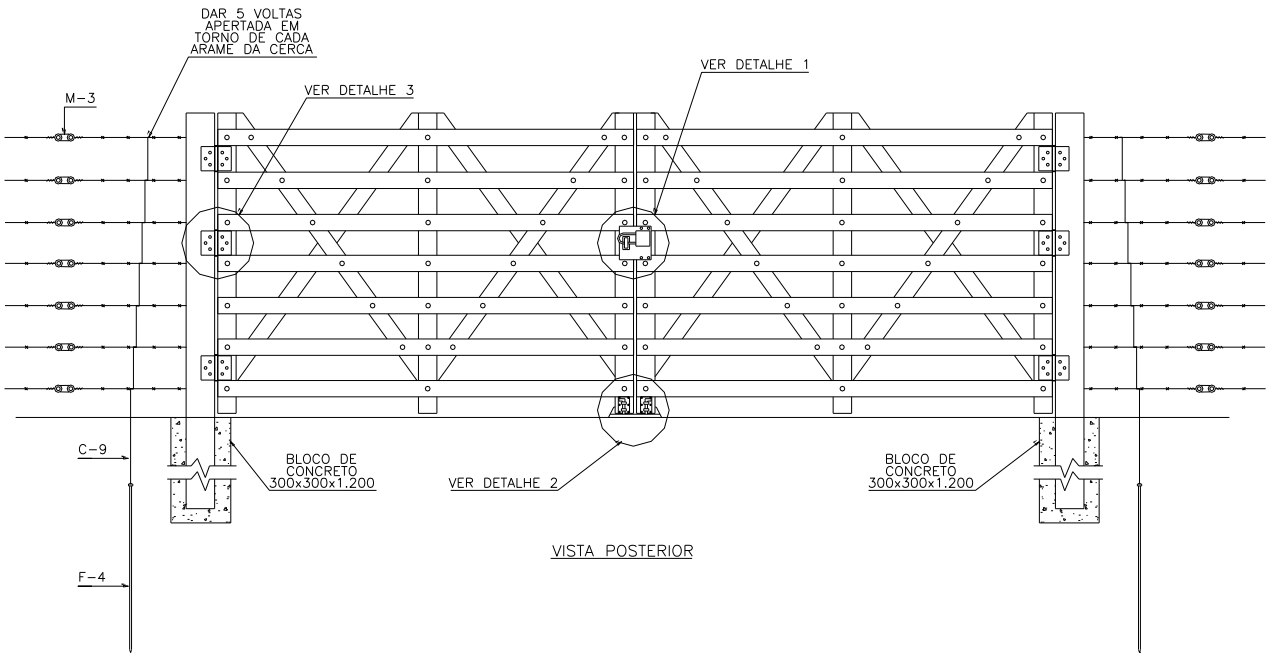 DAR 5 VOLTAS
APERTADA EM
TORNO DE CADA
ARAME DA CERCA
VER DETALHE 1
VER DETALHE 3
M-3
C-9
BLOCO DE
CONCRETO
300x300x1.200
VER DETALHE 2
BLOCO DE
CONCRETO
300x300x1.200
VISTA POSTERIOR
F-4